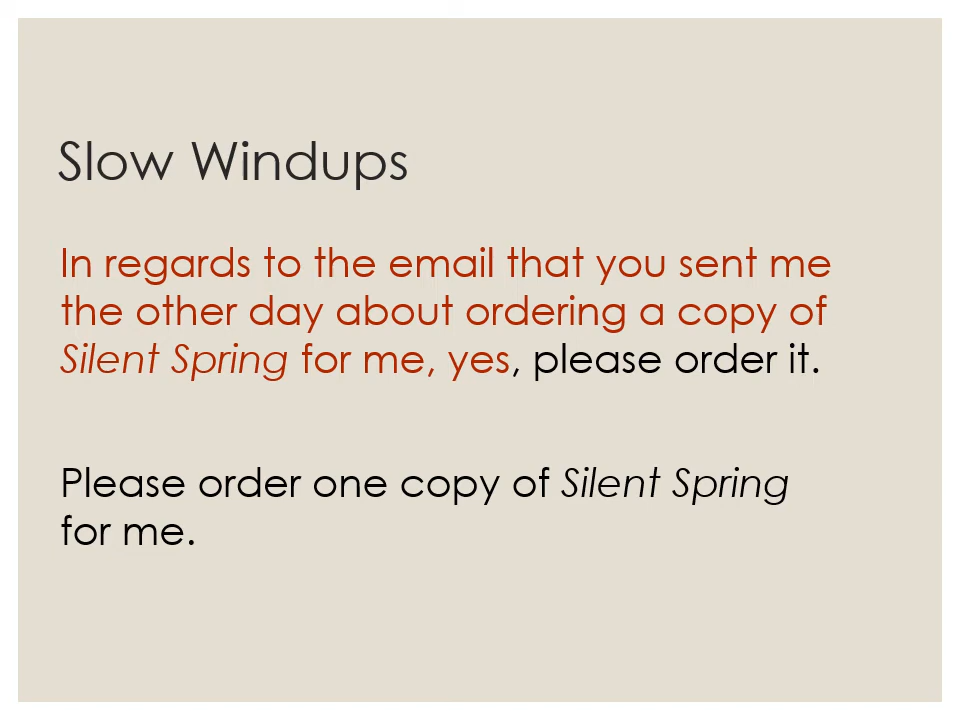 Slow Windups
In regards to the email that you sent me
the other day about ordering a copy of
Silent Spring for me, yes, please order it.
Please order one copy of Silent Spring
for me.